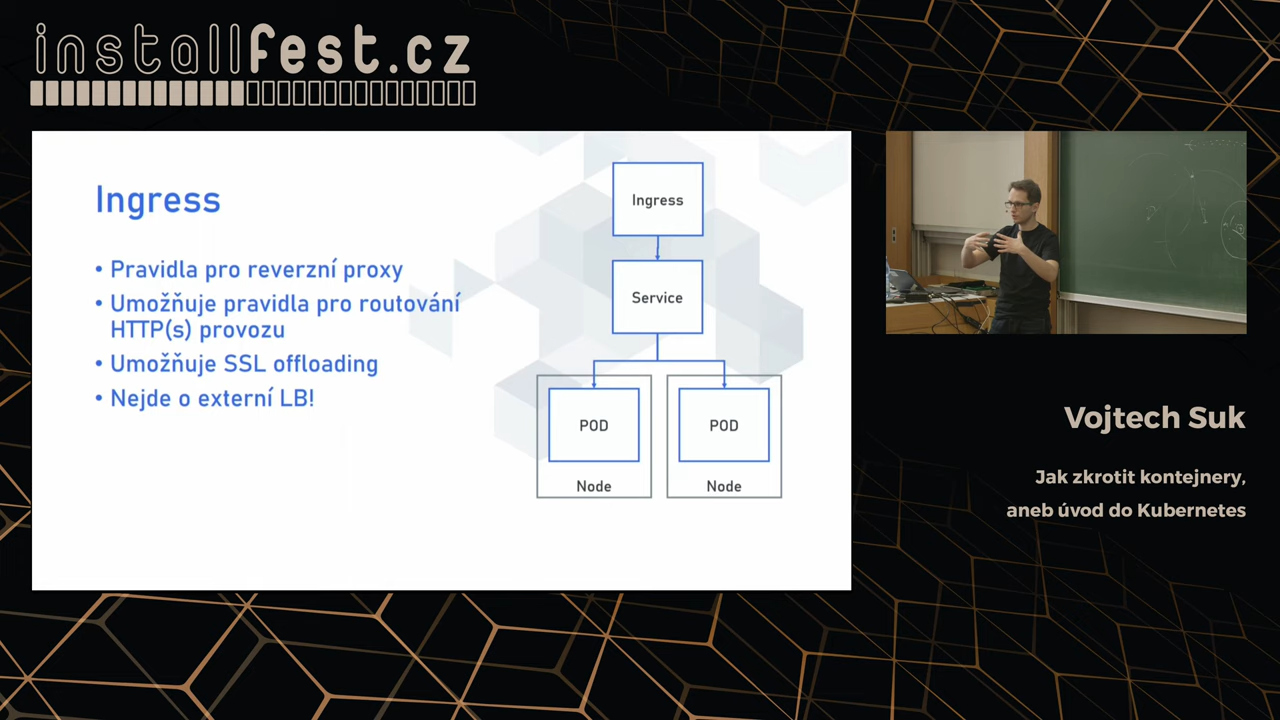 installfest.cz
Ingress
• Pravidla pro reverzní proxy
• Umožňuje pravidla pro routování
HTTP(s) provozu
• Umožňuje SSL offloading
• Nejde o externí LB!
Ingress
Service
POD
POD
Node
Node
Vojtech Suk
Jak zkrotit kontejnery,
aneb úvod do Kubernetes